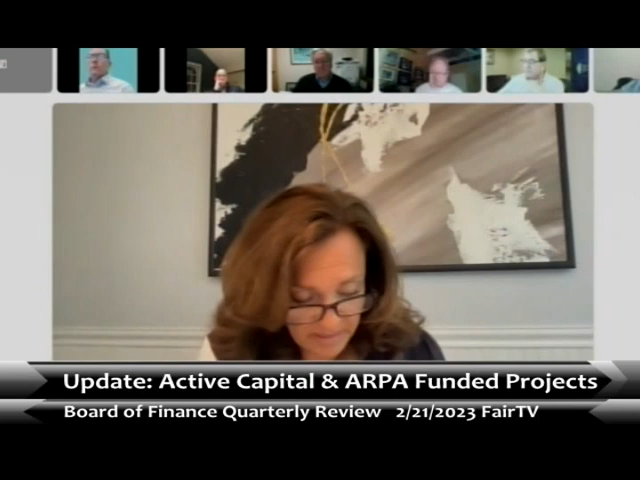 Update: Active Capital & ARPA Funded Projects
Board of Finance Quarterly Review 2/21/2023 FairTV